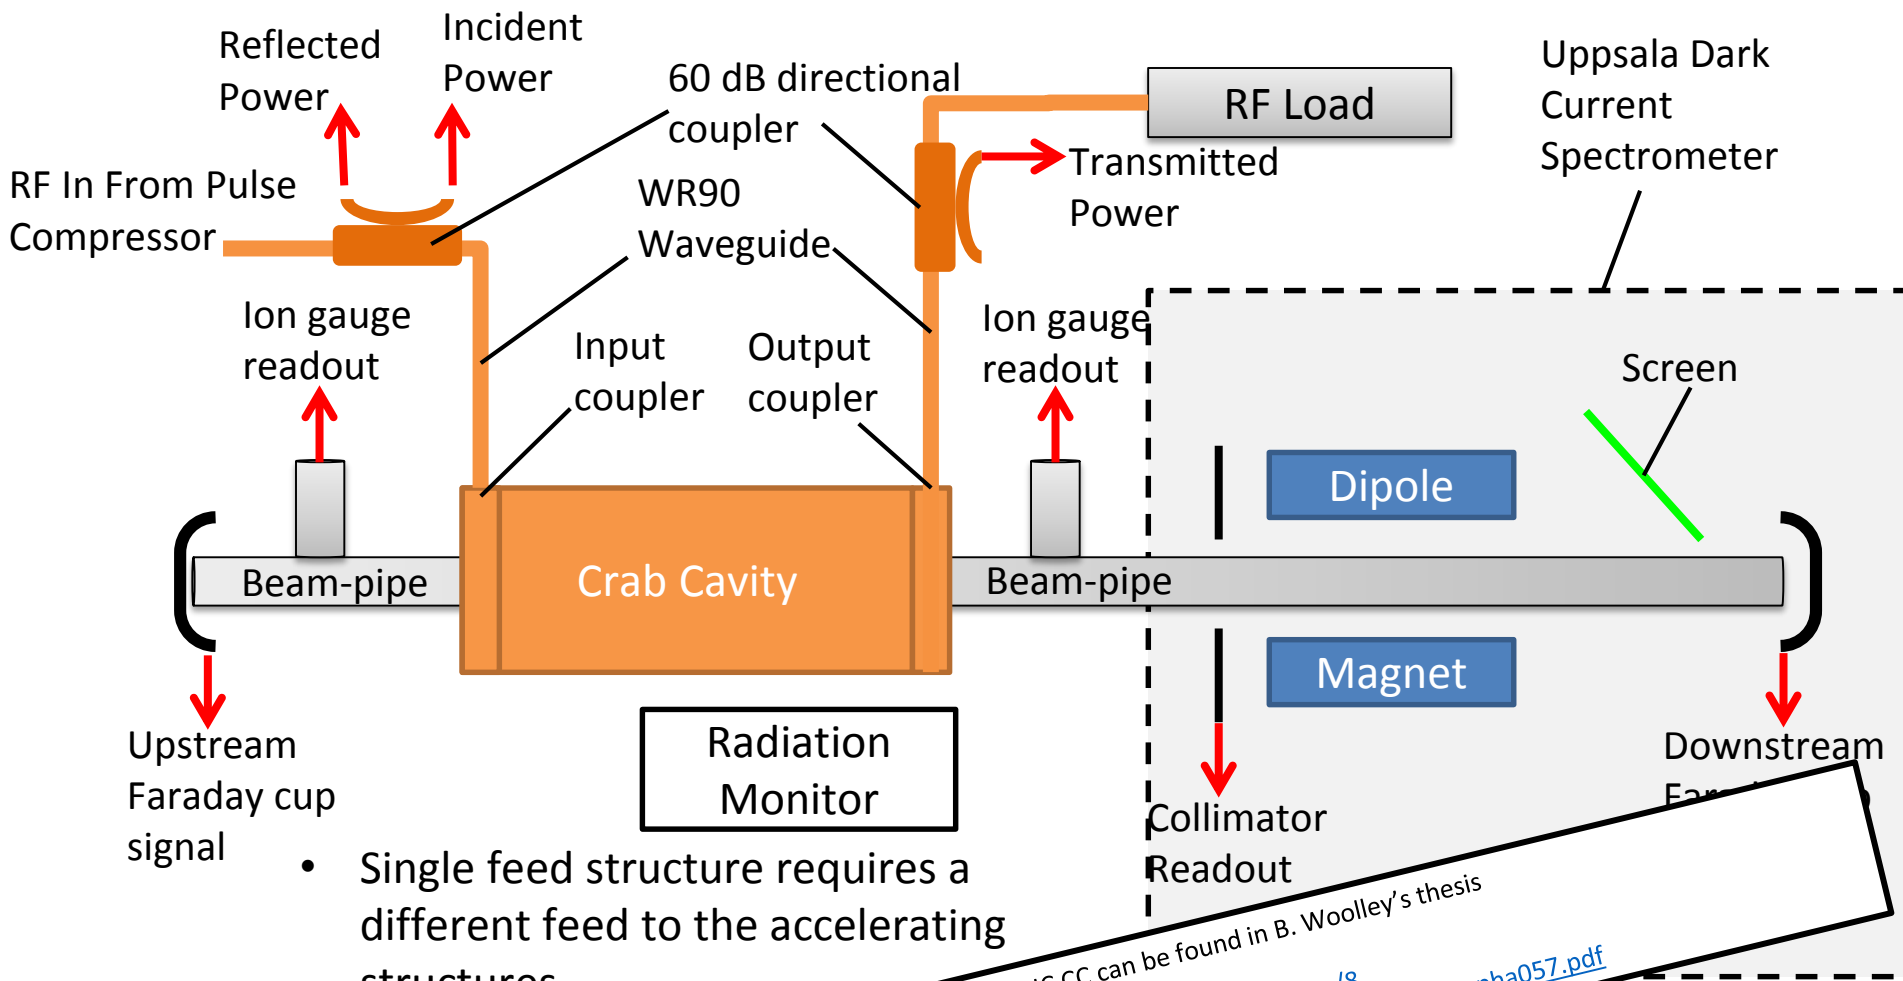 Reflected
Power
Incident
Power
60 dB directional
coupler
RF Load
Uppsala Dark
Current
Spectrometer
RF In From Pulse
Compressor
WR90
Waveguide
Transmitted
Power
Ion gauge
readout
Input
coupler
Output
coupler
Ion gauge
readout
Screen
Dipole
Beam-pipe
Crab Cavity
Beam-pipe
Magnet
Upstream
Faraday cup
signal
Radiation
Monitor
Collimator
Readout
Downstream
• Single feed structure requires a
different feed to the accelerating
structures
CC can be found in B. Woolley's thesis